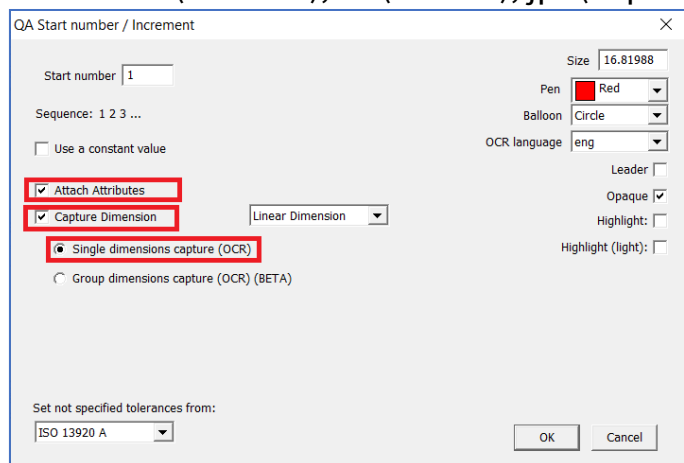 QA Start number / Increment
Start number 1
Sequence: 1 2 3 ...
Use a constant value
Attach Attributes
Capture Dimension Linear Dimension
Single dimensions capture (OCR)
Group dimensions capture (OCR) (BETA)
Set not specified tolerances from:
ISO 13920 A
Size 16.81988
Pen Red
Balloon Circle
OCR language eng
Leader
Opaque
Highlight:
Highlight (light):
OK Cancel